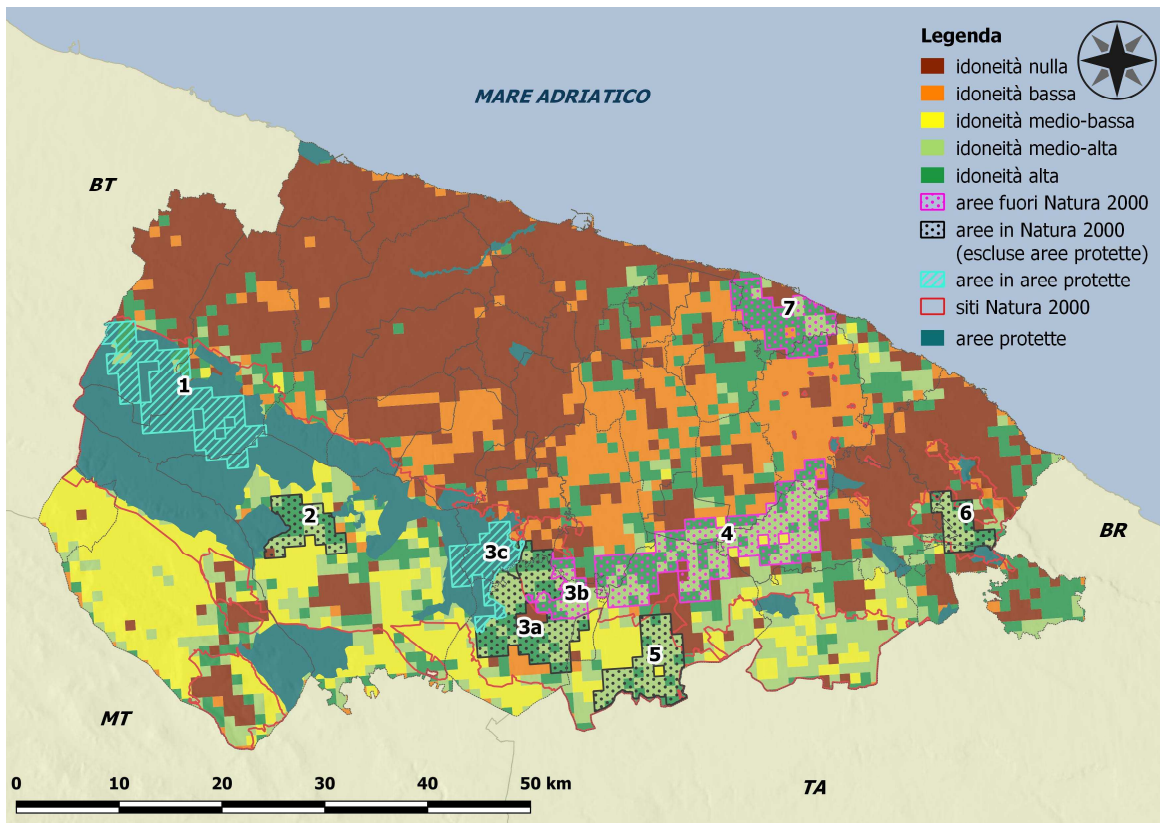 Legenda
idoneità nulla
idoneità bassa
idoneità medio-bassa
idoneità medio-alta
idoneità alta
aree fuori Natura 2000
aree in Natura 2000
(escluse aree protette)
aree in aree protette
siti Natura 2000
aree protette
MARE ADRIATICO
BT
7
1
2
6
4
BR
3c
3b
3a
5
MT
TA
0 10 20 30 40 50 km